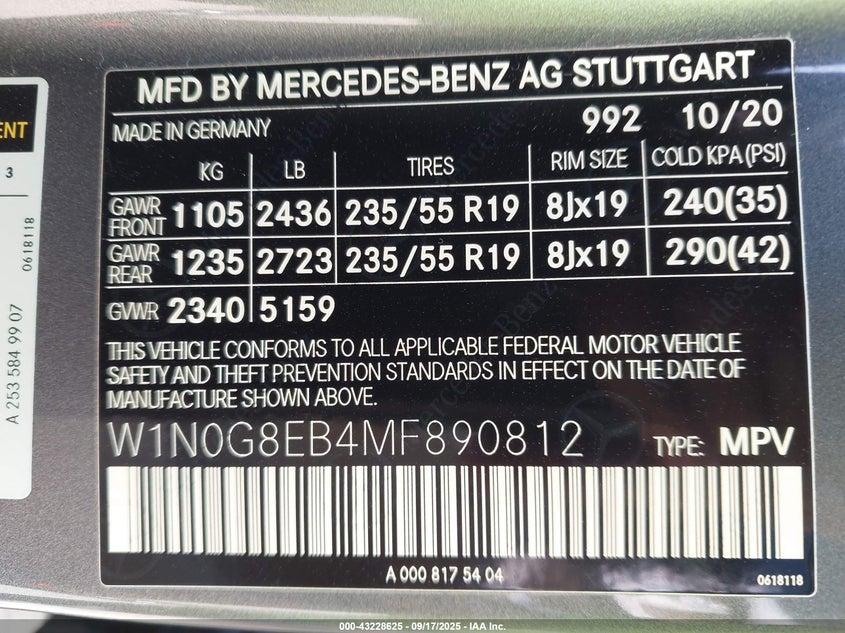 MFD BY MERCEDES-BENZ AG STUTTGART
MADE IN GERMANY 992 10/20
KG LB TIRES RIM SIZE COLD KPA(PSI)
GAWR FRONT 1105 2436 235/55 R19 8Jx19 240(35)
GAWR REAR 1235 2723 235/55 R19 8Jx19 290(42)
GVWR 2340 5159
THIS VEHICLE CONFORMS TO ALL APPLICABLE FEDERAL MOTOR VEHICLE
SAFETY AND THEFT PREVENTION STANDARDS IN EFFECT ON THE DATE OF
MANUFACTURE SHOWN ABOVE.
W1N0G8EB4MF890812 TYPE: MPV
A 000 817 54 04
0618118
ENT
3
0618118
A 253 584 99 07
000-43228625 - 09/17/2025 - IAA Inc.